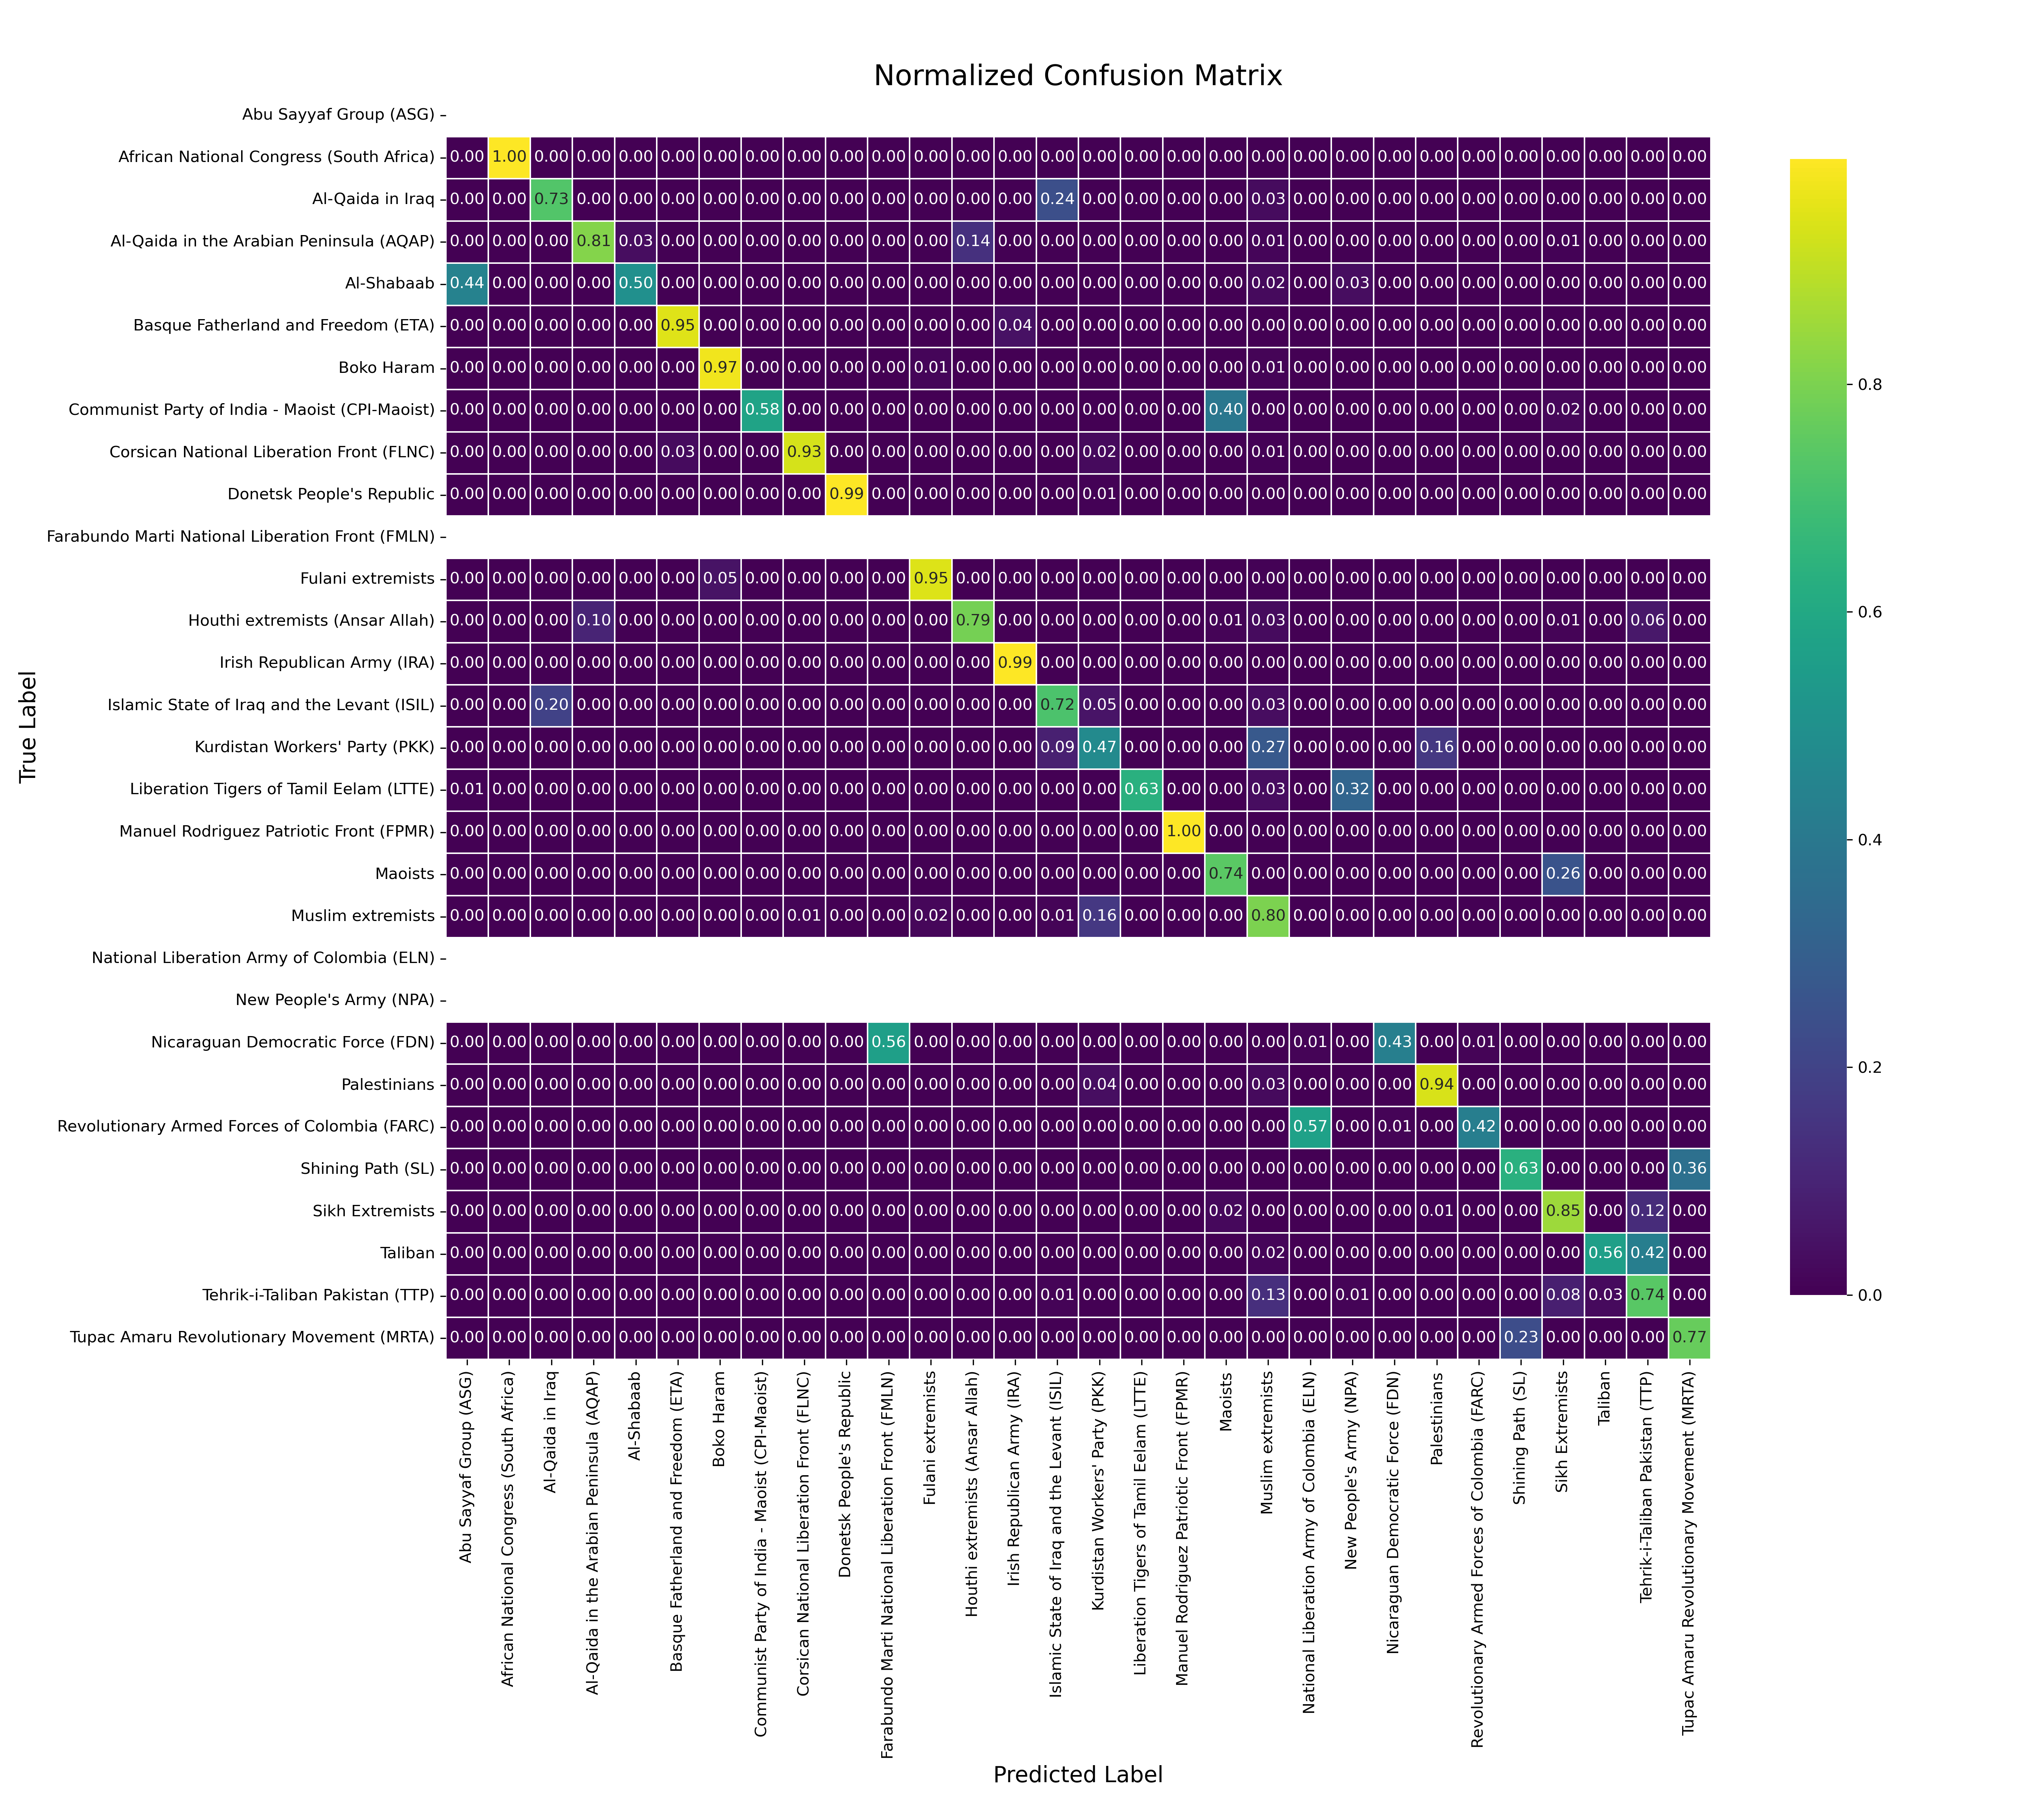 Normalized Confusion Matrix
Abu Sayyaf Group (ASG)
African National Congress (South Africa) 0.00 1.00 0.00 0.00 0.00 0.00 0.00 0.00 0.00 0.00 0.00 0.00 0.00 0.00 0.00 0.00 0.00 0.00 0.00 0.00 0.00 0.00 0.00 0.00 0.00 0.00 0.00 0.00 0.00 0.00
Al-Qaida in Iraq 0.00 0.00 0.73 0.00 0.00 0.00 0.00 0.00 0.00 0.00 0.00 0.00 0.00 0.00 0.24 0.00 0.00 0.00 0.00 0.03 0.00 0.00 0.00 0.00 0.00 0.00 0.00 0.00 0.00 0.00
Al-Qaida in the Arabian Peninsula (AQAP) 0.00 0.00 0.00 0.81 0.03 0.00 0.00 0.00 0.00 0.00 0.00 0.00 0.14 0.00 0.00 0.00 0.00 0.00 0.00 0.01 0.00 0.00 0.00 0.00 0.00 0.00 0.01 0.00 0.00 0.00
Al-Shabaab 0.44 0.00 0.00 0.00 0.50 0.00 0.00 0.00 0.00 0.00 0.00 0.00 0.00 0.00 0.00 0.00 0.00 0.00 0.00 0.02 0.00 0.03 0.00 0.00 0.00 0.00 0.00 0.00 0.00 0.00
Basque Fatherland and Freedom (ETA) 0.00 0.00 0.00 0.00 0.00 0.95 0.00 0.00 0.00 0.00 0.00 0.00 0.00 0.04 0.00 0.00 0.00 0.00 0.00 0.00 0.00 0.00 0.00 0.00 0.00 0.00 0.00 0.00 0.00 0.00
Boko Haram 0.00 0.00 0.00 0.00 0.00 0.00 0.97 0.00 0.00 0.00 0.00 0.01 0.00 0.00 0.00 0.00 0.00 0.00 0.00 0.01 0.00 0.00 0.00 0.00 0.00 0.00 0.00 0.00 0.00 0.00
Communist Party of India - Maoist (CPI-Maoist) 0.00 0.00 0.00 0.00 0.00 0.00 0.00 0.58 0.00 0.00 0.00 0.00 0.00 0.00 0.00 0.00 0.00 0.00 0.40 0.00 0.00 0.00 0.00 0.00 0.00 0.00 0.02 0.00 0.00 0.00
Corsican National Liberation Front (FLNC) 0.00 0.00 0.00 0.00 0.00 0.03 0.00 0.00 0.93 0.00 0.00 0.00 0.00 0.00 0.00 0.02 0.00 0.00 0.00 0.01 0.00 0.00 0.00 0.00 0.00 0.00 0.00 0.00 0.00 0.00
Donetsk People's Republic 0.00 0.00 0.00 0.00 0.00 0.00 0.00 0.00 0.00 0.99 0.00 0.00 0.00 0.00 0.00 0.01 0.00 0.00 0.00 0.00 0.00 0.00 0.00 0.00 0.00 0.00 0.00 0.00 0.00 0.00
Farabundo Marti National Liberation Front (FMLN)
Fulani extremists 0.00 0.00 0.00 0.00 0.00 0.00 0.05 0.00 0.00 0.00 0.00 0.95 0.00 0.00 0.00 0.00 0.00 0.00 0.00 0.00 0.00 0.00 0.00 0.00 0.00 0.00 0.00 0.00 0.00 0.00
Houthi extremists (Ansar Allah) 0.00 0.00 0.00 0.10 0.00 0.00 0.00 0.00 0.00 0.00 0.00 0.00 0.79 0.00 0.00 0.00 0.00 0.00 0.01 0.03 0.00 0.00 0.00 0.00 0.00 0.00 0.01 0.00 0.06 0.00
Irish Republican Army (IRA) 0.00 0.00 0.00 0.00 0.00 0.00 0.00 0.00 0.00 0.00 0.00 0.00 0.00 0.99 0.00 0.00 0.00 0.00 0.00 0.00 0.00 0.00 0.00 0.00 0.00 0.00 0.00 0.00 0.00 0.00
Islamic State of Iraq and the Levant (ISIL) 0.00 0.00 0.20 0.00 0.00 0.00 0.00 0.00 0.00 0.00 0.00 0.00 0.00 0.00 0.72 0.05 0.00 0.00 0.00 0.03 0.00 0.00 0.00 0.00 0.00 0.00 0.00 0.00 0.00 0.00
Kurdistan Workers' Party (PKK) 0.00 0.00 0.00 0.00 0.00 0.00 0.00 0.00 0.00 0.00 0.00 0.00 0.00 0.00 0.09 0.47 0.00 0.00 0.00 0.27 0.00 0.00 0.00 0.16 0.00 0.00 0.00 0.00 0.00 0.00
Liberation Tigers of Tamil Eelam (LTTE) 0.01 0.00 0.00 0.00 0.00 0.00 0.00 0.00 0.00 0.00 0.00 0.00 0.00 0.00 0.00 0.00 0.63 0.00 0.00 0.03 0.00 0.32 0.00 0.00 0.00 0.00 0.00 0.00 0.00 0.00
Manuel Rodriguez Patriotic Front (FPMR) 0.00 0.00 0.00 0.00 0.00 0.00 0.00 0.00 0.00 0.00 0.00 0.00 0.00 0.00 0.00 0.00 0.00 1.00 0.00 0.00 0.00 0.00 0.00 0.00 0.00 0.00 0.00 0.00 0.00 0.00
Maoists 0.00 0.00 0.00 0.00 0.00 0.00 0.00 0.00 0.00 0.00 0.00 0.00 0.00 0.00 0.00 0.00 0.00 0.00 0.74 0.00 0.00 0.00 0.00 0.00 0.00 0.00 0.26 0.00 0.00 0.00
Muslim extremists 0.00 0.00 0.00 0.00 0.00 0.00 0.00 0.00 0.01 0.00 0.00 0.02 0.00 0.00 0.01 0.16 0.00 0.00 0.00 0.80 0.00 0.00 0.00 0.00 0.00 0.00 0.00 0.00 0.00 0.00
National Liberation Army of Colombia (ELN)
New People's Army (NPA)
Nicaraguan Democratic Force (FDN) 0.00 0.00 0.00 0.00 0.00 0.00 0.00 0.00 0.00 0.00 0.56 0.00 0.00 0.00 0.00 0.00 0.00 0.00 0.00 0.00 0.01 0.00 0.43 0.00 0.01 0.00 0.00 0.00 0.00 0.00
Palestinians 0.00 0.00 0.00 0.00 0.00 0.00 0.00 0.00 0.00 0.00 0.00 0.00 0.00 0.00 0.00 0.04 0.00 0.00 0.00 0.03 0.00 0.00 0.00 0.94 0.00 0.00 0.00 0.00 0.00 0.00
Revolutionary Armed Forces of Colombia (FARC) 0.00 0.00 0.00 0.00 0.00 0.00 0.00 0.00 0.00 0.00 0.00 0.00 0.00 0.00 0.00 0.00 0.00 0.00 0.00 0.00 0.57 0.00 0.01 0.00 0.42 0.00 0.00 0.00 0.00 0.00
Shining Path (SL) 0.00 0.00 0.00 0.00 0.00 0.00 0.00 0.00 0.00 0.00 0.00 0.00 0.00 0.00 0.00 0.00 0.00 0.00 0.00 0.00 0.00 0.00 0.00 0.00 0.00 0.63 0.00 0.00 0.00 0.36
Sikh Extremists 0.00 0.00 0.00 0.00 0.00 0.00 0.00 0.00 0.00 0.00 0.00 0.00 0.00 0.00 0.00 0.00 0.00 0.00 0.02 0.00 0.00 0.00 0.00 0.01 0.00 0.00 0.85 0.00 0.12 0.00
Taliban 0.00 0.00 0.00 0.00 0.00 0.00 0.00 0.00 0.00 0.00 0.00 0.00 0.00 0.00 0.00 0.00 0.00 0.00 0.00 0.02 0.00 0.00 0.00 0.00 0.00 0.00 0.00 0.56 0.42 0.00
Tehrik-i-Taliban Pakistan (TTP) 0.00 0.00 0.00 0.00 0.00 0.00 0.00 0.00 0.00 0.00 0.00 0.00 0.00 0.00 0.01 0.00 0.00 0.00 0.00 0.13 0.00 0.01 0.00 0.00 0.00 0.00 0.08 0.03 0.74 0.00
Tupac Amaru Revolutionary Movement (MRTA) 0.00 0.00 0.00 0.00 0.00 0.00 0.00 0.00 0.00 0.00 0.00 0.00 0.00 0.00 0.00 0.00 0.00 0.00 0.00 0.00 0.00 0.00 0.00 0.00 0.00 0.23 0.00 0.00 0.00 0.77
True Label
Abu Sayyaf Group (ASG)
African National Congress (South Africa)
Al-Qaida in Iraq
Al-Qaida in the Arabian Peninsula (AQAP)
Al-Shabaab
Basque Fatherland and Freedom (ETA)
Boko Haram
Communist Party of India - Maoist (CPI-Maoist)
Corsican National Liberation Front (FLNC)
Donetsk People's Republic
Farabundo Marti National Liberation Front (FMLN)
Fulani extremists
Houthi extremists (Ansar Allah)
Irish Republican Army (IRA)
Islamic State of Iraq and the Levant (ISIL)
Kurdistan Workers' Party (PKK)
Liberation Tigers of Tamil Eelam (LTTE)
Manuel Rodriguez Patriotic Front (FPMR)
Maoists
Muslim extremists
National Liberation Army of Colombia (ELN)
New People's Army (NPA)
Nicaraguan Democratic Force (FDN)
Palestinians
Revolutionary Armed Forces of Colombia (FARC)
Shining Path (SL)
Sikh Extremists
Taliban
Tehrik-i-Taliban Pakistan (TTP)
Tupac Amaru Revolutionary Movement (MRTA)
Predicted Label
0.8
0.6
0.4
0.2
0.0